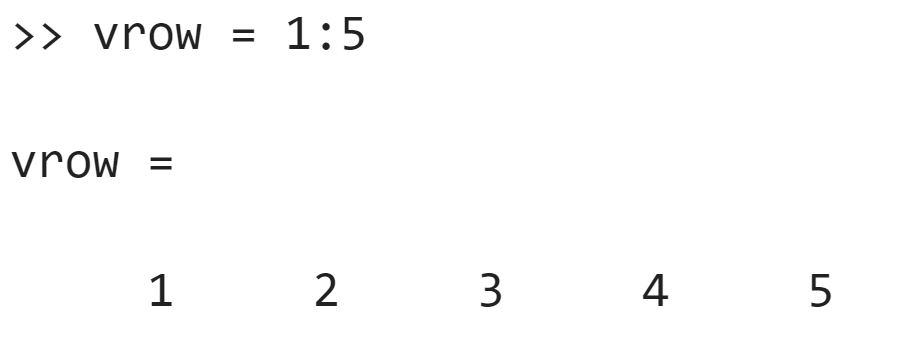 >> vrow = 1:5
vrow =
1 2 3 4 5